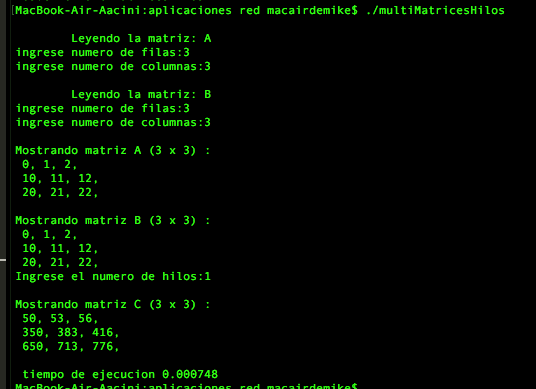 [MacBook-Air-Aacini:aplicaciones red macairdemike$ ./multiMatricesHilos
Leyendo la matriz: A
ingrese numero de filas:3
ingrese numero de columnas:3
Leyendo la matriz: B
ingrese numero de filas:3
ingrese numero de columnas:3
Mostrando matriz A (3 x 3) :
0, 1, 2,
10, 11, 12,
20, 21, 22,
Mostrando matriz B (3 x 3) :
0, 1, 2,
10, 11, 12,
20, 21, 22,
Ingrese el numero de hilos:1
Mostrando matriz C (3 x 3) :
50, 53, 56,
350, 383, 416,
650, 713, 776,
tiempo de ejecucion 0.000748
MacBook-Air-Aacini:aplicaciones red macairdemike$